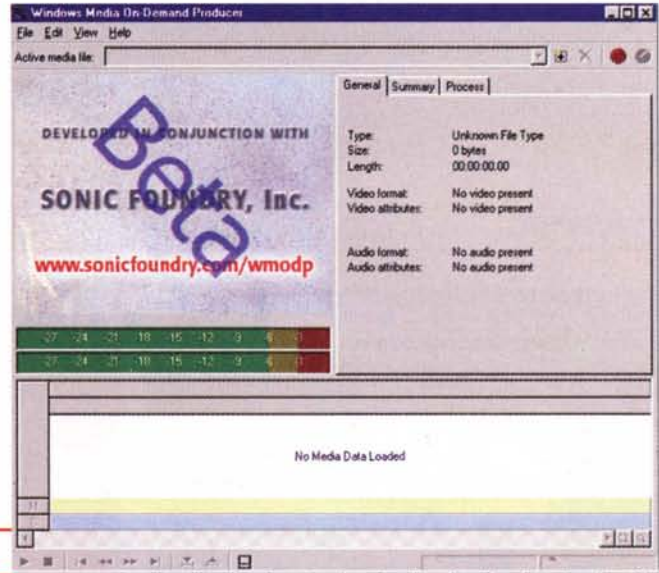 Windows Media On-Demand Producer
File Edit View Help
Active media file:
DEVELOPED IN CONJUNCTION WITH
SONIC FOUNDRY, Inc.
www.sonicfoundry.com/wmodp
Beta
General Summary Process
Type: Unknown File Type
Size: 0 bytes
Length: 00:00:00.00
Video format: No video present
Video attributes: No video present
Audio format: No audio present
Audio attributes: No audio present
-27 -24 -21 -18 -15 -12 -9 -6 -3
-27 -24 -21 -18 -15 -12 -9 -6 -3
No Media Data Loaded
M